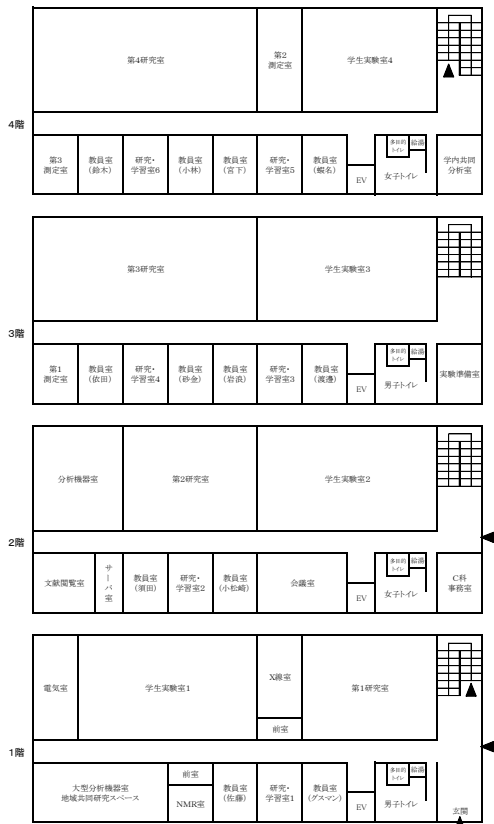 4階
第4研究室
第2
測定室
学生実験室4
第3
測定室
教員室
(鈴木)
研究・
学習室6
教員室
(小林)
教員室
(宮下)
研究・
学習室5
教員室
(蝦名)
EV
多目的
トイレ
給湯
女子トイレ
学内共同
分析室
3階
第3研究室
学生実験室3
第1
測定室
教員室
(依田)
研究・
学習室4
教員室
(砂金)
教員室
(岩浪)
研究・
学習室3
教員室
(渡邊)
EV
多目的
トイレ
給湯
男子トイレ
実験準備室
2階
分析機器室
第2研究室
学生実験室2
文献閲覧室
サ
ー
バ
室
教員室
(須田)
研究・
学習室2
教員室
(小松崎)
会議室
EV
多目的
トイレ
給湯
女子トイレ
C科
事務室
1階
電気室
学生実験室1
X線室
前室
第1研究室
大型分析機器室
地域共同研究スペース
前室
NMR室
教員室
(佐藤)
研究・
学習室1
教員室
(グスマン)
EV
多目的
トイレ
給湯
男子トイレ
玄関